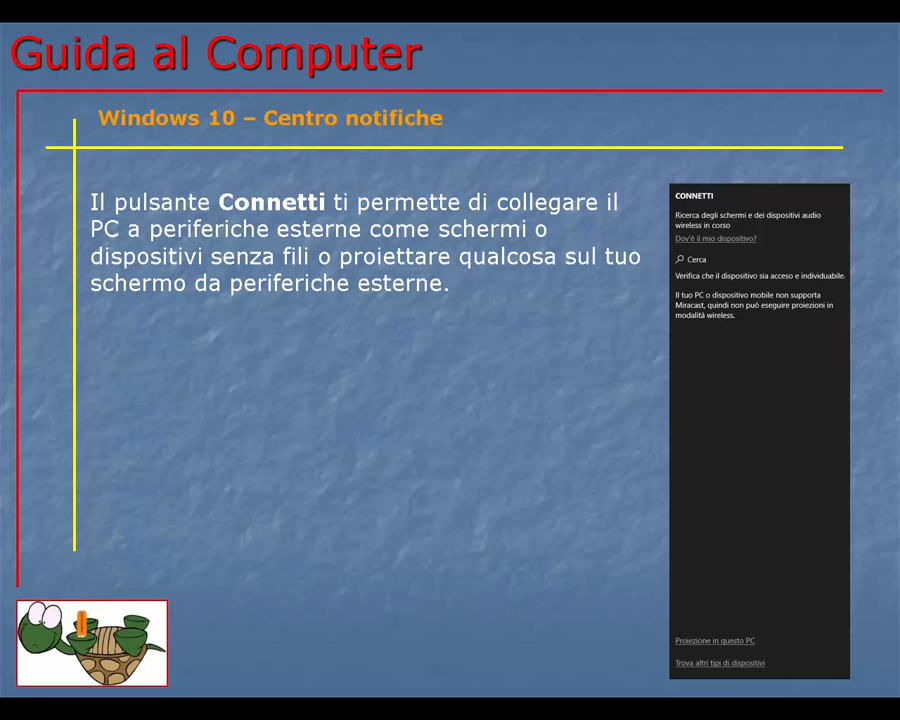 Guida al Computer
Windows 10 – Centro notifiche
Il pulsante Connetti ti permette di collegare il
PC a periferiche esterne come schermi o
dispositivi senza fili o proiettare qualcosa sul tuo
schermo da periferiche esterne.
CONNETTI
Ricerca degli schermi e dei dispositivi audio
wireless in corso
Dov'è il mio dispositivo?
Cerca
Verifica che il dispositivo sia acceso e individuabile.
Il tuo PC o dispositivo mobile non supporta
Miracast, quindi non può eseguire proiezioni in
modalità wireless.
Proiezione in questo PC
Trova altri tipi di dispositivi